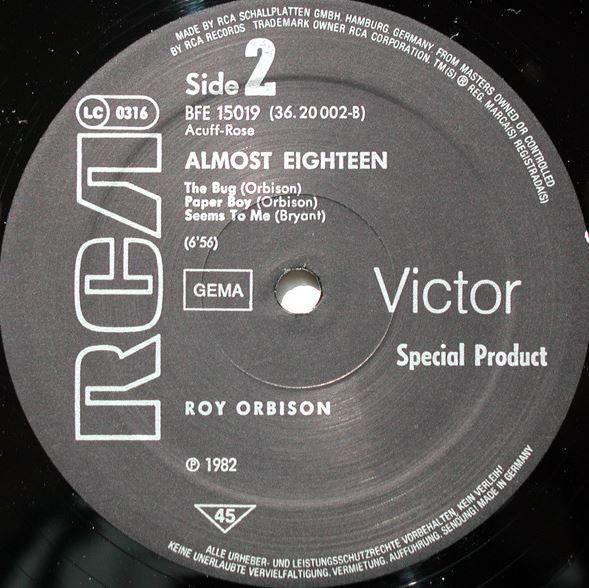 MADE BY RCA SCHALLPLATTEN GMBH, HAMBURG, GERMANY, FROM MASTERS OWNED OR CONTROLLED
BY RCA RECORDS TRADEMARK OWNER RCA CORPORATION, TM(S) ® REG. MARCA(S) REGISTRADA(S)
Side 2
LC 0316
BFE 15019 (36.20 002-B)
Acuff-Rose
ALMOST EIGHTEEN
The Bug (Orbison)
Paper Boy (Orbison)
Seems To Me (Bryant)
(6'56)
GEMA
RCA
Victor
Special Product
ROY ORBISON
℗ 1982
45
ALLE URHEBER- UND LEISTUNGSSCHUTZRECHTE VORBEHALTEN, KEIN VERLEIH!
KEINE UNERLAUBTE VERVIELFALTIGUNG, VERMIETUNG, AUFFUHRUNG, SENDUNG! MADE IN GERMANY